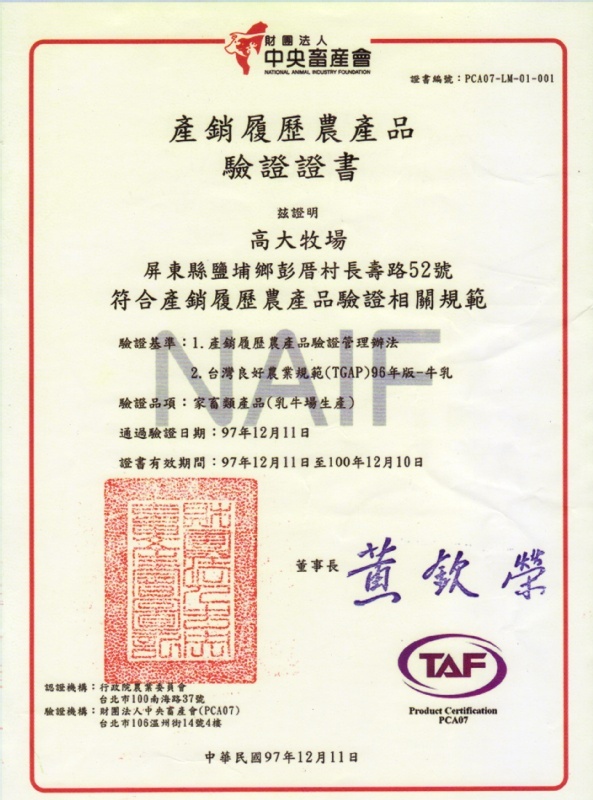 財團法人
中央畜產會
NATIONAL ANIMAL INDUSTRY FOUNDATION
證書編號：PCA07-LM-01-001
產銷履歷農產品
驗證證書
茲證明
高大牧場
屏東縣鹽埔鄉彭厝村長壽路52號
符合產銷履歷農產品驗證相關規範
NAIF
驗證基準：1.產銷履歷農產品驗證管理辦法
2.台灣良好農業規範(TGAP)96年版-牛乳
驗證品項：家畜類產品(乳牛場生產)
通過驗證日期：97年12月11日
證書有效期間：97年12月11日至100年12月10日
董事長 黃欽榮
TAF
Product Certification
PCA07
認證機構：行政院農業委員會
台北市100南海路37號
驗證機構：財團法人中央畜產會(PCA07)
台北市106溫州街14號4樓
中華民國97年12月11日